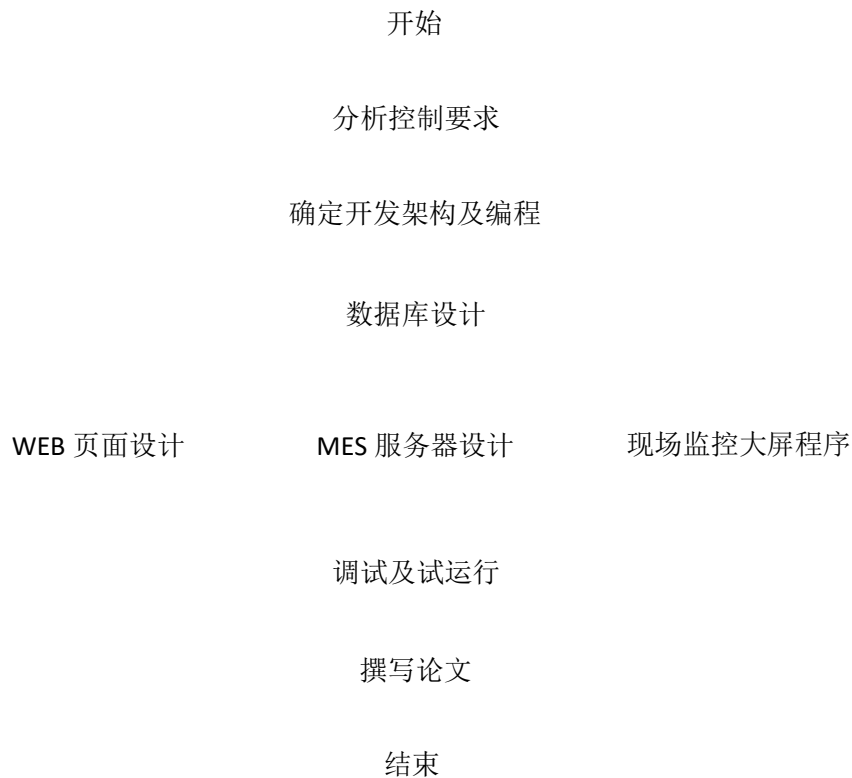 开始
分析控制要求
确定开发架构及编程
数据库设计
WEB 页面设计
MES 服务器设计
现场监控大屏程序
调试及试运行
撰写论文
结束